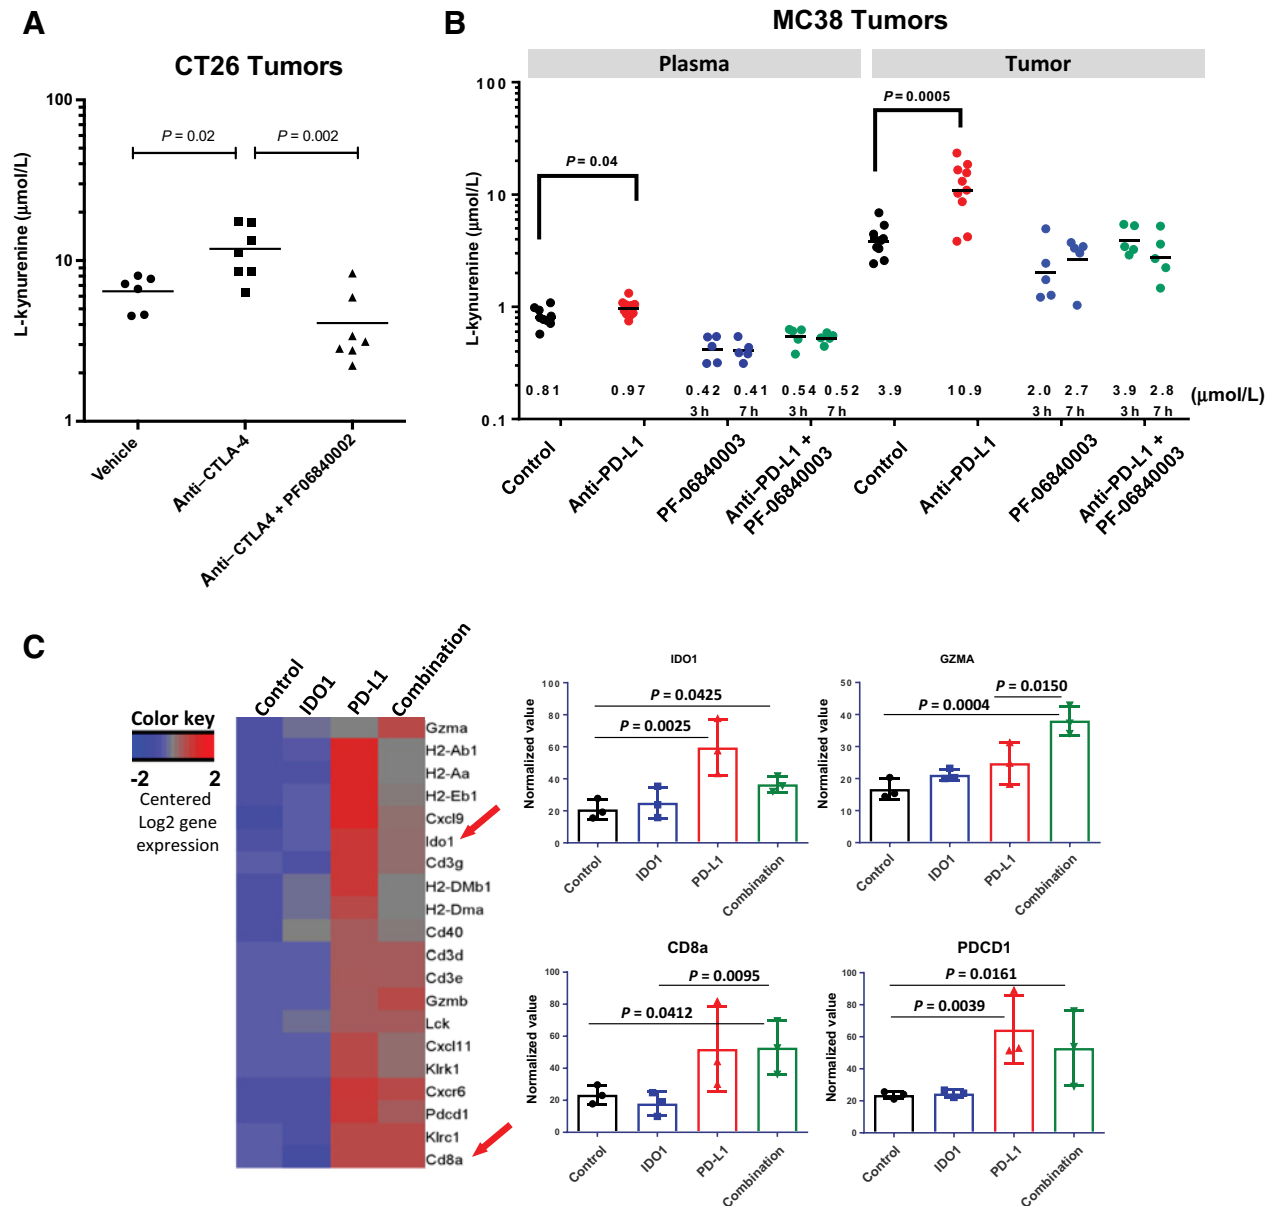 A
CT26 Tumors
L-kynurenine (μmol/L)
100
10
1
P = 0.02
P = 0.002
Vehicle
Anti–CTLA-4
Anti–CTLA4 + PF06840002
B
MC38 Tumors
Plasma
Tumor
L-kynurenine (μmol/L)
100
10
1
0.1
P = 0.04
P = 0.0005
0.81 0.97 0.42 0.41 0.54 0.52 3.9 10.9 2.0 2.7 3.9 2.8 (μmol/L)
3 h 7 h 3 h 7 h 3 h 7 h 3 h 7 h
Control
Anti–PD-L1
PF-06840003
Anti–PD-L1 +
PF-06840003
Control
Anti–PD-L1
PF-06840003
Anti–PD-L1 +
PF-06840003
C
Color key
-2 2
Centered
Log2 gene
expression
Control
IDO1
PD-L1
Combination
Gzma
H2-Ab1
H2-Aa
H2-Eb1
Cxcl9
Ido1
Cd3g
H2-DMb1
H2-Dma
Cd40
Cd3d
Cd3e
Gzmb
Lck
Cxcl11
Klrk1
Cxcr6
Pdcd1
Klrc1
Cd8a
IDO1
Normalized value
100
80
60
40
20
0
P = 0.0425
P = 0.0025
Control
IDO1
PD-L1
Combination
GZMA
Normalized value
50
40
30
20
10
0
P = 0.0150
P = 0.0004
Control
IDO1
PD-L1
Combination
CD8a
Normalized value
100
80
60
40
20
0
P = 0.0095
P = 0.0412
Control
IDO1
PD-L1
Combination
PDCD1
Normalized value
100
80
60
40
20
0
P = 0.0161
P = 0.0039
Control
IDO1
PD-L1
Combination